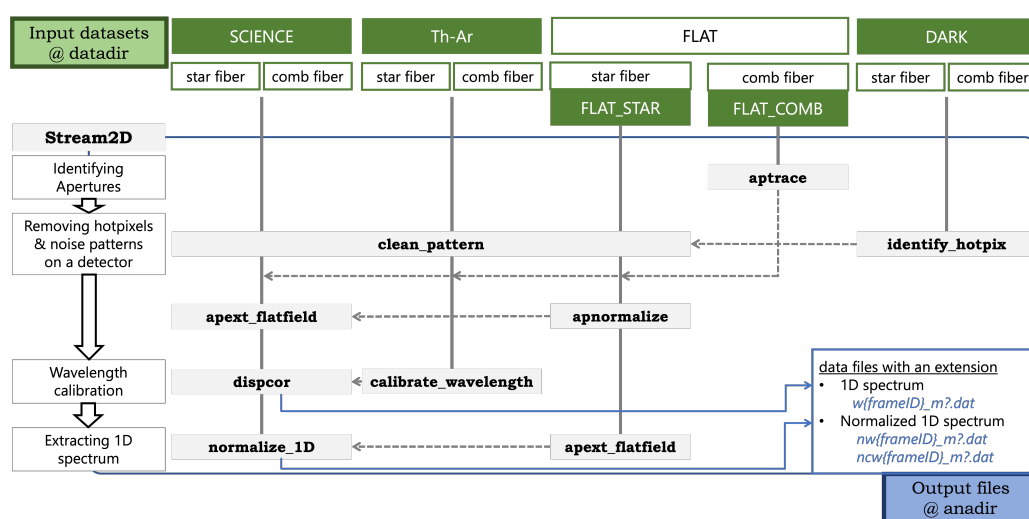 Input datasets
@ datadir
SCIENCE
Th-Ar
FLAT
DARK
star fiber
comb fiber
star fiber
comb fiber
star fiber
comb fiber
star fiber
comb fiber
FLAT_STAR
FLAT_COMB
Stream2D
Identifying
Apertures
aptrace
Removing hotpixels
& noise patterns
on a detector
clean_pattern
identify_hotpix
apext_flatfield
apnormalize
Wavelength
calibration
dispcor
calibrate_wavelength
data files with an extension
• 1D spectrum
w{frameID}_m?.dat
• Normalized 1D spectrum
nw{frameID}_m?.dat
ncw{frameID}_m?.dat
Extracting 1D
spectrum
normalize_1D
apext_flatfield
Output files
@ anadir